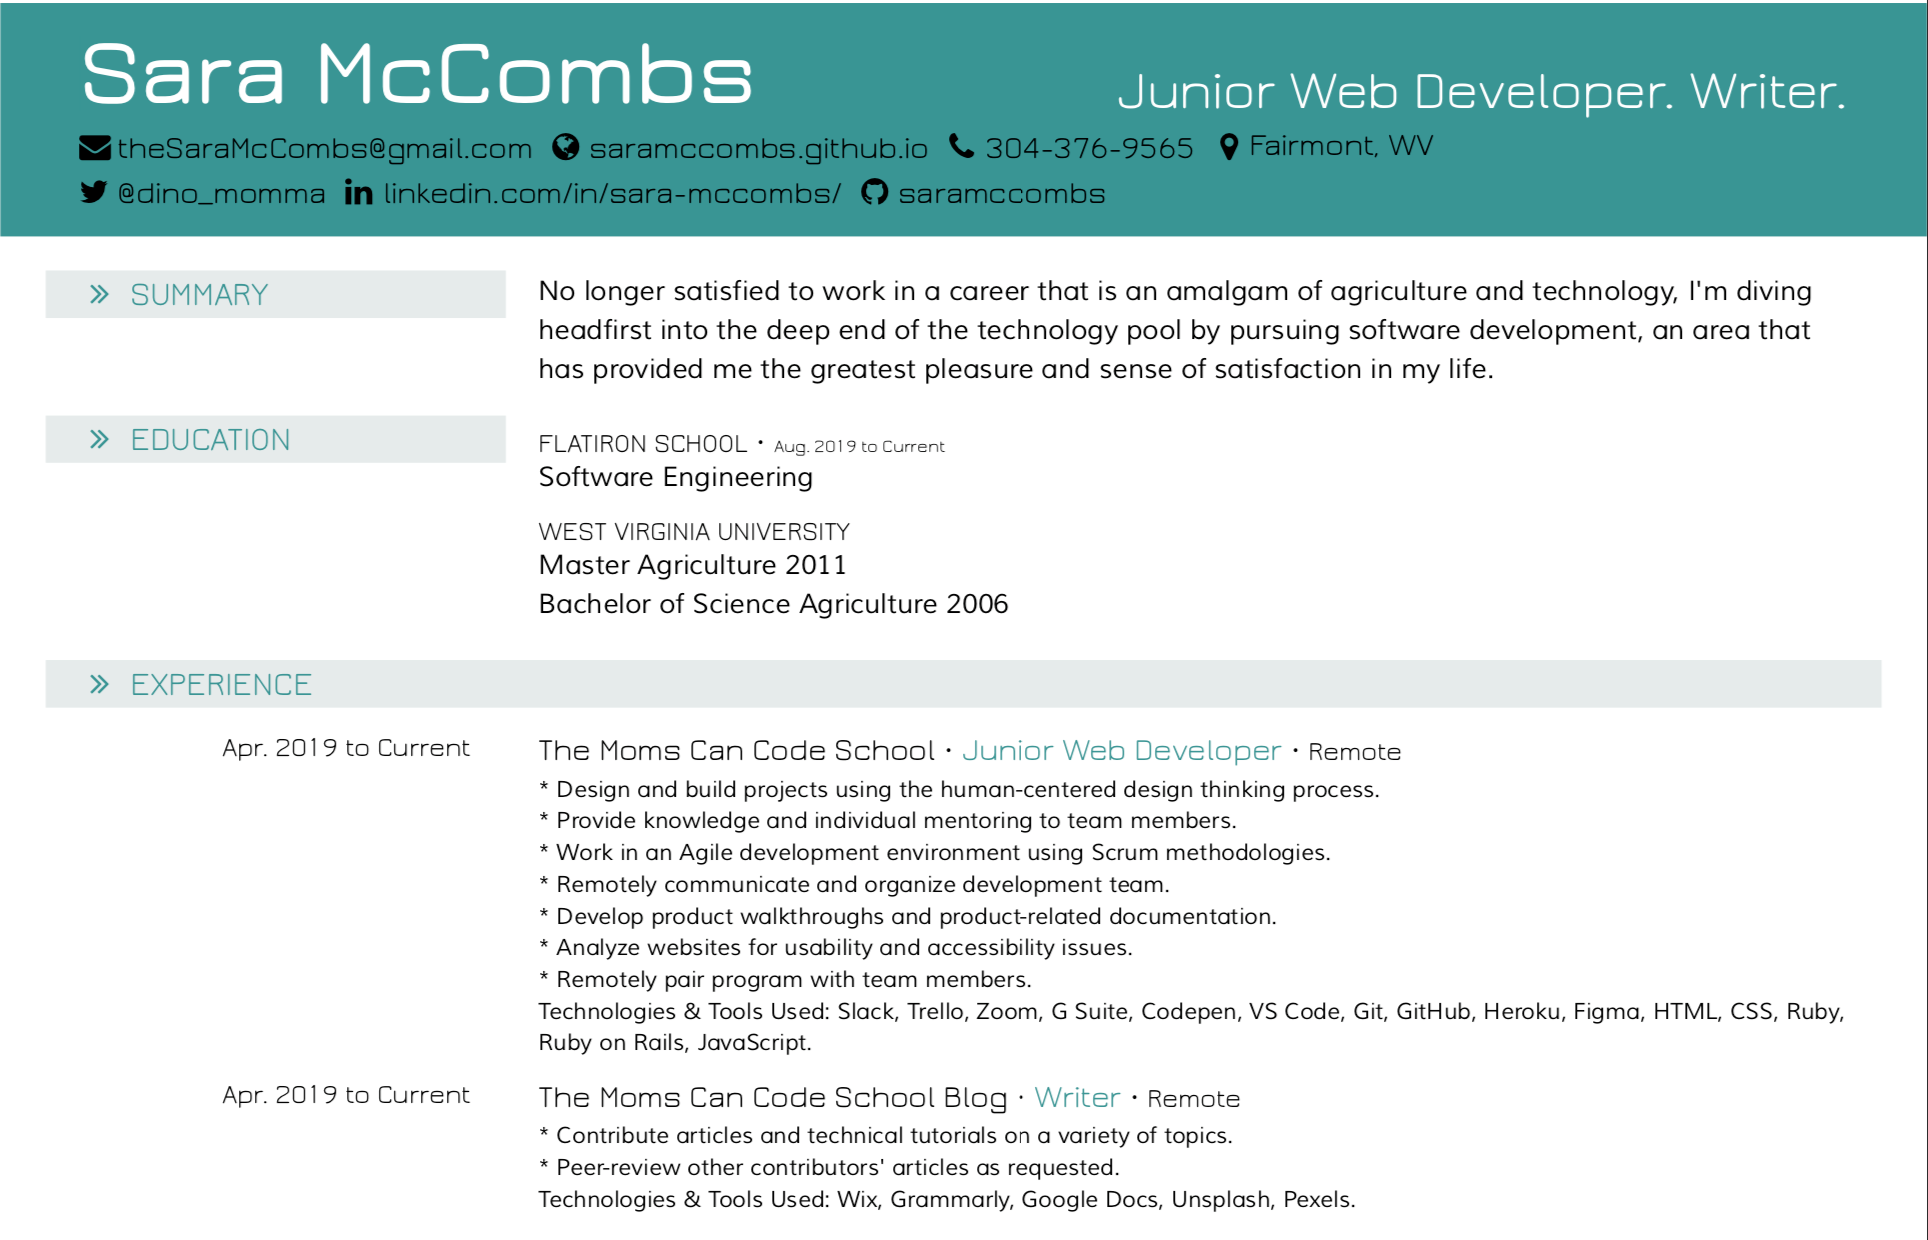 Sara McCombs
Junior Web Developer. Writer.
theSaraMcCombs@gmail.com saramccombs.github.io 304-376-9565 Fairmont, WV
@dino_momma linkedin.com/in/sara-mccombs/ saramccombs
» SUMMARY
No longer satisfied to work in a career that is an amalgam of agriculture and technology, I'm diving
headfirst into the deep end of the technology pool by pursuing software development, an area that
has provided me the greatest pleasure and sense of satisfaction in my life.
» EDUCATION
FLATIRON SCHOOL • Aug. 2019 to Current
Software Engineering
WEST VIRGINIA UNIVERSITY
Master Agriculture 2011
Bachelor of Science Agriculture 2006
» EXPERIENCE
Apr. 2019 to Current
The Moms Can Code School • Junior Web Developer • Remote
* Design and build projects using the human-centered design thinking process.
* Provide knowledge and individual mentoring to team members.
* Work in an Agile development environment using Scrum methodologies.
* Remotely communicate and organize development team.
* Develop product walkthroughs and product-related documentation.
* Analyze websites for usability and accessibility issues.
* Remotely pair program with team members.
Technologies & Tools Used: Slack, Trello, Zoom, G Suite, Codepen, VS Code, Git, GitHub, Heroku, Figma, HTML, CSS, Ruby,
Ruby on Rails, JavaScript.
Apr. 2019 to Current
The Moms Can Code School Blog • Writer • Remote
* Contribute articles and technical tutorials on a variety of topics.
* Peer-review other contributors' articles as requested.
Technologies & Tools Used: Wix, Grammarly, Google Docs, Unsplash, Pexels.